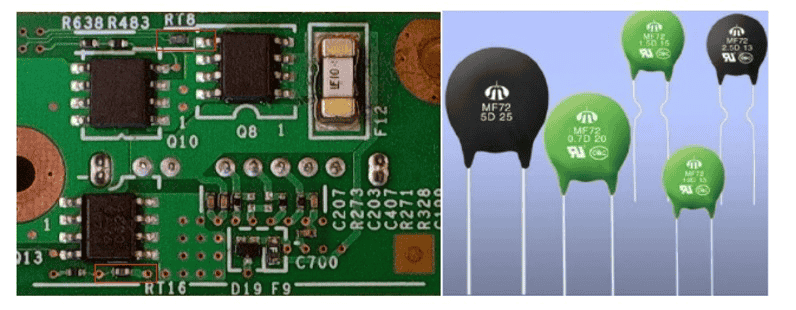 R638 R483
RT8
Q10
Q8
1
F12
1
Q13
RT16
D19
F9
C700
C207
R273
C203
C407
R271
R328
MF72
5D 25
MF72
0.7D 20
MF72
1.5D 15
MF72
2.5D 13
MF72